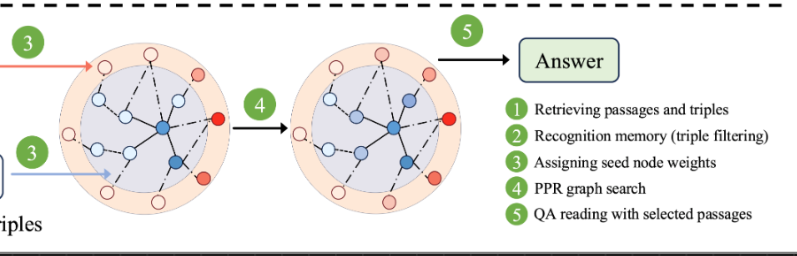 3
5
Answer
4
3
1 Retrieving passages and triples
2 Recognition memory (triple filtering)
3 Assigning seed node weights
4 PPR graph search
5 QA reading with selected passages